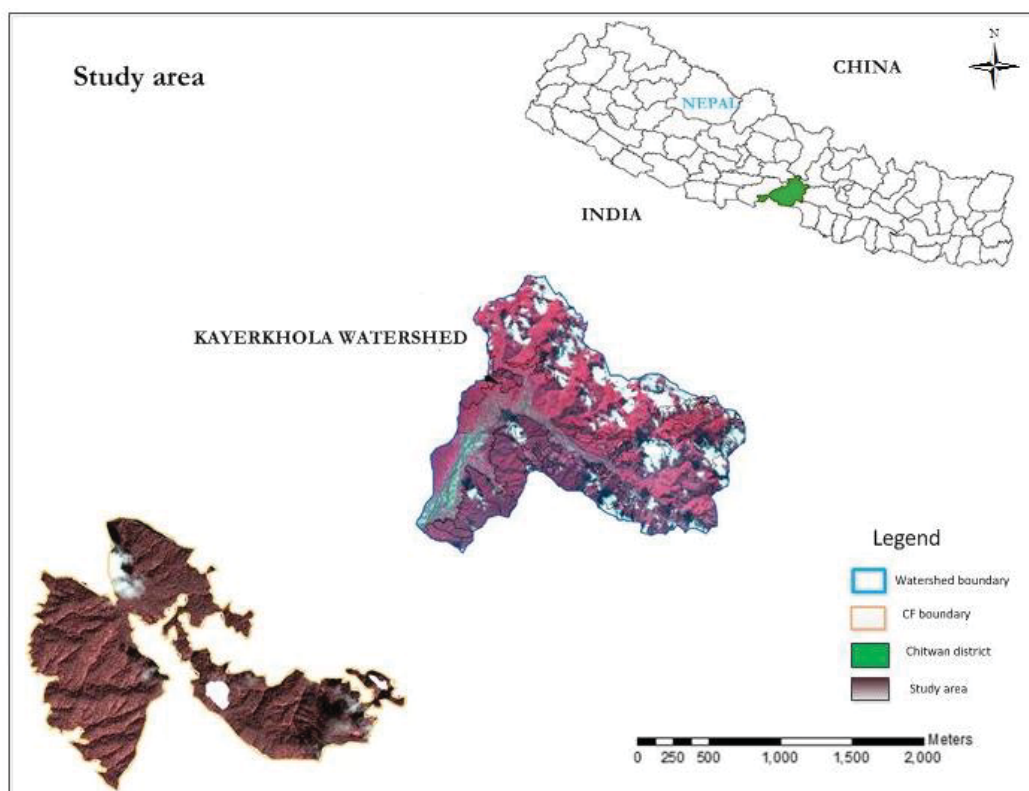 Study area
N
CHINA
NEPAL
INDIA
KAYERKHOLA WATERSHED
Legend
Watershed boundary
CF boundary
Chitwan district
Study area
Meters
0 250 500 1,000 1,500 2,000